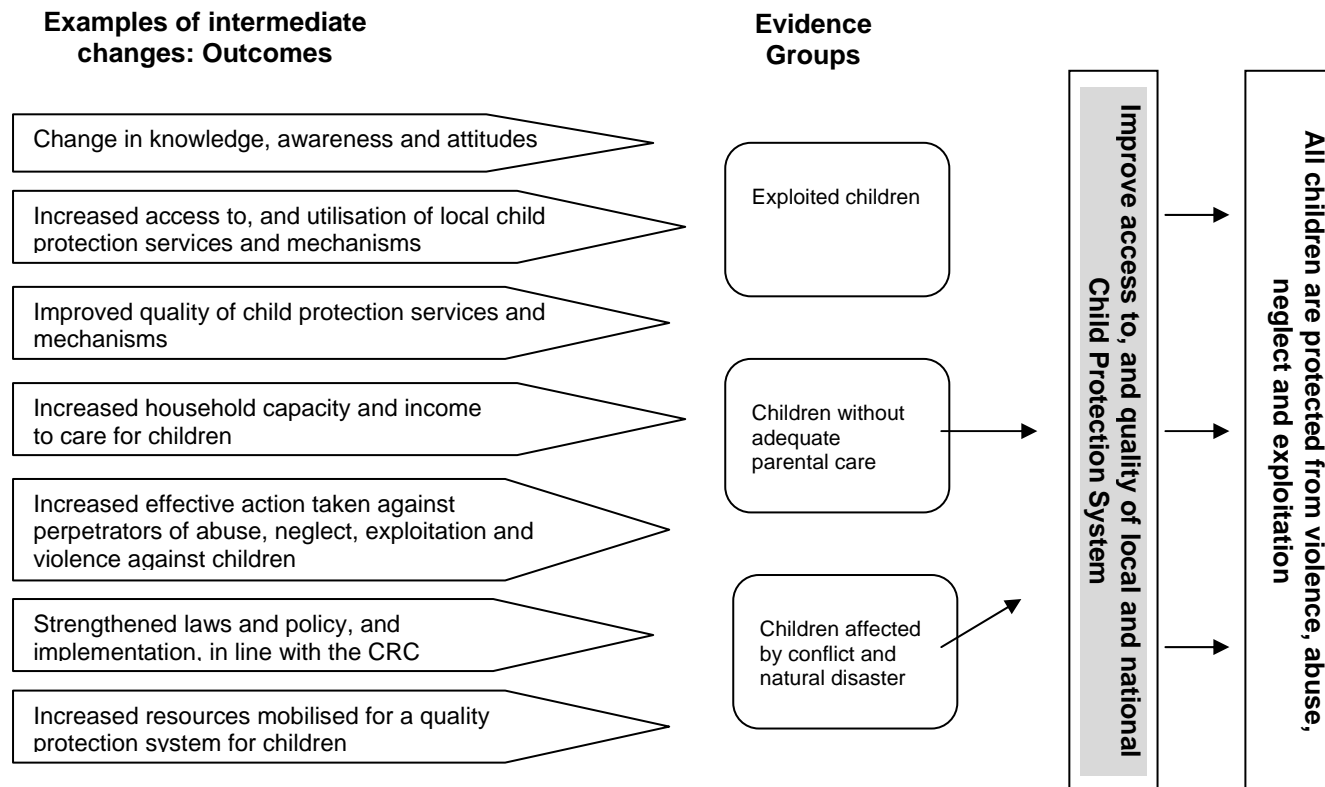 Examples of intermediate
changes: Outcomes
Evidence
Groups
Change in knowledge, awareness and attitudes
Increased access to, and utilisation of local child
protection services and mechanisms
Improved quality of child protection services and
mechanisms
Increased household capacity and income
to care for children
Increased effective action taken against
perpetrators of abuse, neglect, exploitation and
violence against children
Strengthened laws and policy, and
implementation, in line with the CRC
Increased resources mobilised for a quality
protection system for children
Exploited children
Children without
adequate
parental care
Children affected
by conflict and
natural disaster
Improve access to, and quality of local and national
Child Protection System
All children are protected from violence, abuse,
neglect and exploitation